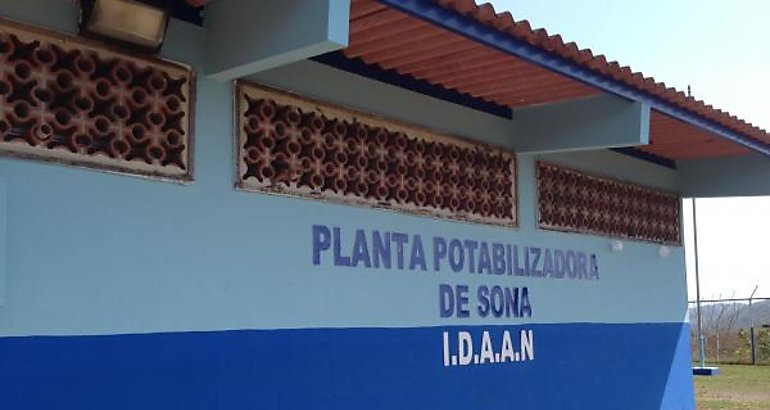 PLANTA POTABILIZADORA
DE SONA
I.D.A.A.N